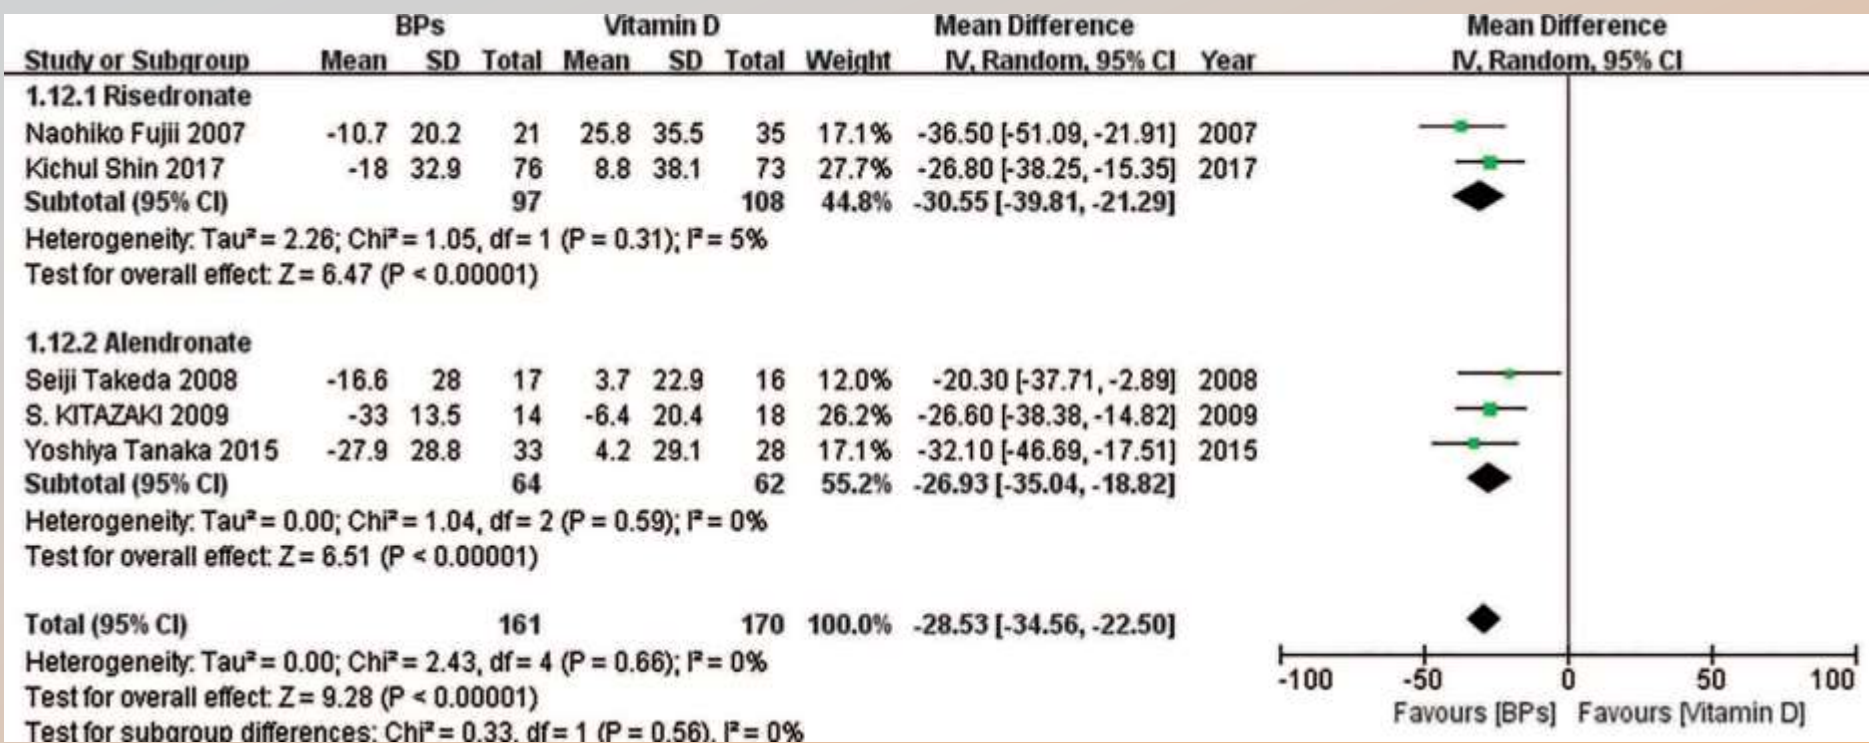 BPs Vitamin D Mean Difference Mean Difference
Study or Subgroup Mean SD Total Mean SD Total Weight IV, Random, 95% CI Year IV, Random, 95% CI
1.12.1 Risedronate
Naohiko Fujii 2007 -10.7 20.2 21 25.8 35.5 35 17.1% -36.50 [-51.09, -21.91] 2007
Kichul Shin 2017 -18 32.9 76 8.8 38.1 73 27.7% -26.80 [-38.25, -15.35] 2017
Subtotal (95% CI) 97 108 44.8% -30.55 [-39.81, -21.29]
Heterogeneity: Tau² = 2.26; Chi² = 1.05, df = 1 (P = 0.31); I² = 5%
Test for overall effect: Z = 6.47 (P < 0.00001)
1.12.2 Alendronate
Seiji Takeda 2008 -16.6 28 17 3.7 22.9 16 12.0% -20.30 [-37.71, -2.89] 2008
S. KITAZAKI 2009 -33 13.5 14 -6.4 20.4 18 26.2% -26.60 [-38.38, -14.82] 2009
Yoshiya Tanaka 2015 -27.9 28.8 33 4.2 29.1 28 17.1% -32.10 [-46.69, -17.51] 2015
Subtotal (95% CI) 64 62 55.2% -26.93 [-35.04, -18.82]
Heterogeneity: Tau² = 0.00; Chi² = 1.04, df = 2 (P = 0.59); I² = 0%
Test for overall effect: Z = 6.51 (P < 0.00001)
Total (95% CI) 161 170 100.0% -28.53 [-34.56, -22.50]
Heterogeneity: Tau² = 0.00; Chi² = 2.43, df = 4 (P = 0.66); I² = 0%
Test for overall effect: Z = 9.28 (P < 0.00001)
Test for subgroup differences: Chi² = 0.33, df = 1 (P = 0.56), I² = 0%
-100 -50 0 50 100
Favours [BPs] Favours [Vitamin D]